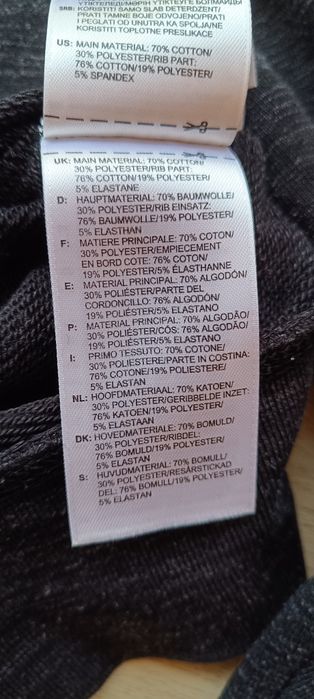 SRB: KORISTITI SAMO SLAB DETERDŽENT/
PRATI TAMNE BOJE ODVOJENO/PRATI
I PEGLATI OD UNUTRA KA SPOLJA/NE
KORISTITI TOPLOTNE PRESLIKACE
US: MAIN MATERIAL: 70% COTTON/
30% POLYESTER/RIB PART:
76% COTTON/19% POLYESTER/
5% SPANDEX
UK: MAIN MATERIAL: 70% COTTON/
30% POLYESTER/RIB PART:
76% COTTON/19% POLYESTER/
5% ELASTANE
D: HAUPTMATERIAL: 70% BAUMWOLLE/
30% POLYESTER/RIB EINSATZ:
76% BAUMWOLLE/19% POLYESTER/
5% ELASTHAN
F: MATIERE PRINCIPALE: 70% COTON/
30% POLYESTER/EMPIECEMENT
EN BORD COTE: 76% COTON/
19% POLYESTER/5% ÉLASTHANNE
E: MATERIAL PRINCIPAL: 70% ALGODÓN/
30% POLIÉSTER/PARTE DEL
CORDONCILLO: 76% ALGODÓN/
19% POLIÉSTER/5% ELASTANO
P: MATERIAL PRINCIPAL: 70% ALGODÃO/
30% POLIÉSTER/CÓS: 76% ALGODÃO/
19% POLIÉSTER/5% ELASTANO
I: PRIMO TESSUTO: 70% COTONE/
30% POLIESTERE/PARTE IN COSTINA:
76% COTONE/19% POLIESTERE/
5% ELASTAN
NL: HOOFDMATERIAAL: 70% KATOEN/
30% POLYESTER/GERIBBELDE INZET:
76% KATOEN/19% POLYESTER/
5% ELASTAAN
DK: HOVEDMATERIALE: 70% BOMULD/
30% POLYESTER/RIBDEL:
76% BOMULD/19% POLYESTER/
5% ELASTAN
S: HUVUDMATERIAL: 70% BOMULL/
30% POLYESTER/RESÅRSTICKAD
DEL: 76% BOMULL/19% POLYESTER/
5% ELASTAN